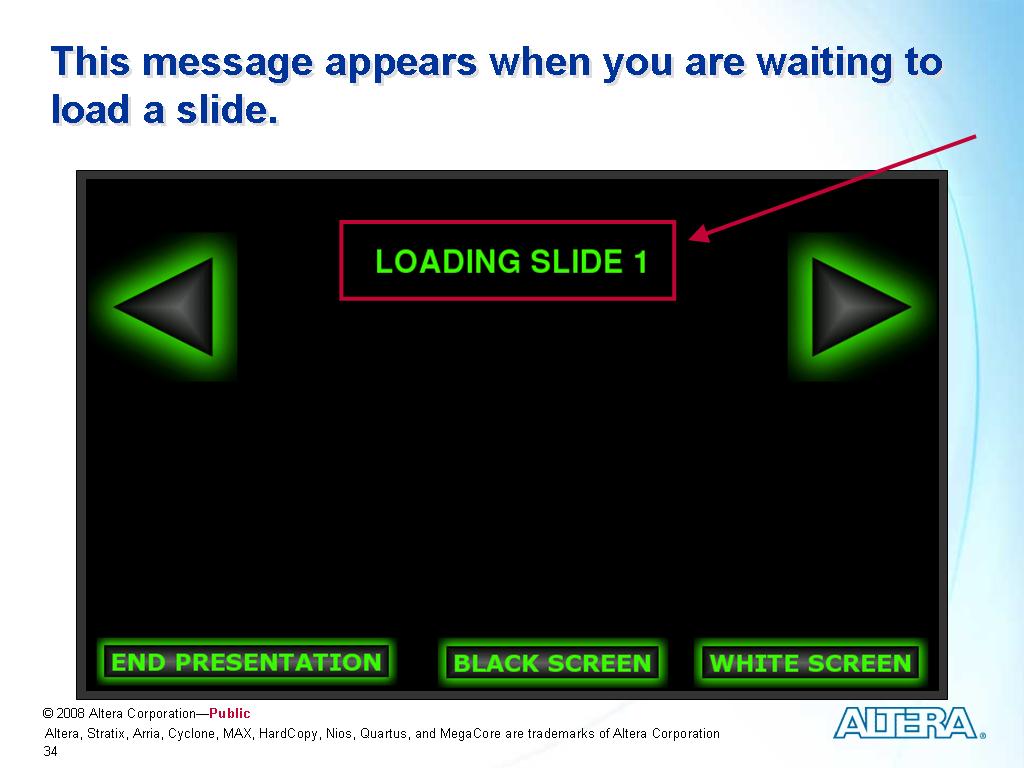 This message appears when you are waiting to
load a slide.
LOADING SLIDE 1
END PRESENTATION
BLACK SCREEN
WHITE SCREEN
© 2008 Altera Corporation—Public
Altera, Stratix, Arria, Cyclone, MAX, HardCopy, Nios, Quartus, and MegaCore are trademarks of Altera Corporation
34
ALTERA®